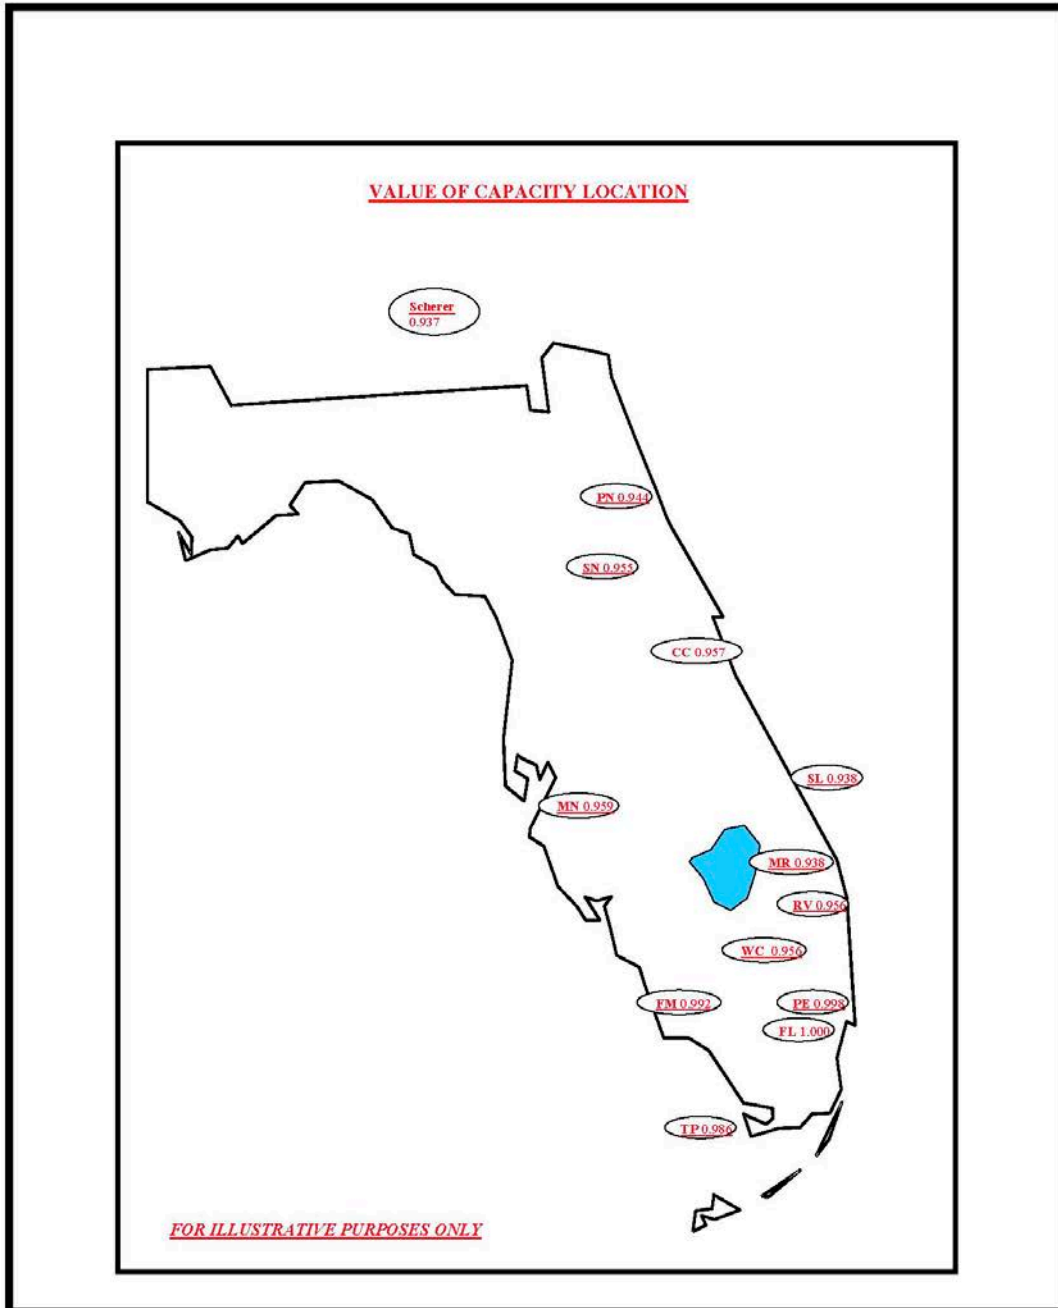 VALUE OF CAPACITY LOCATION
Scherer
0.937
PN 0.944
SN 0.955
CC 0.957
SL 0.938
MN 0.959
MR 0.938
RV 0.956
WC 0.956
FM 0.992
PE 0.998
FL 1.000
TP 0.986
FOR ILLUSTRATIVE PURPOSES ONLY